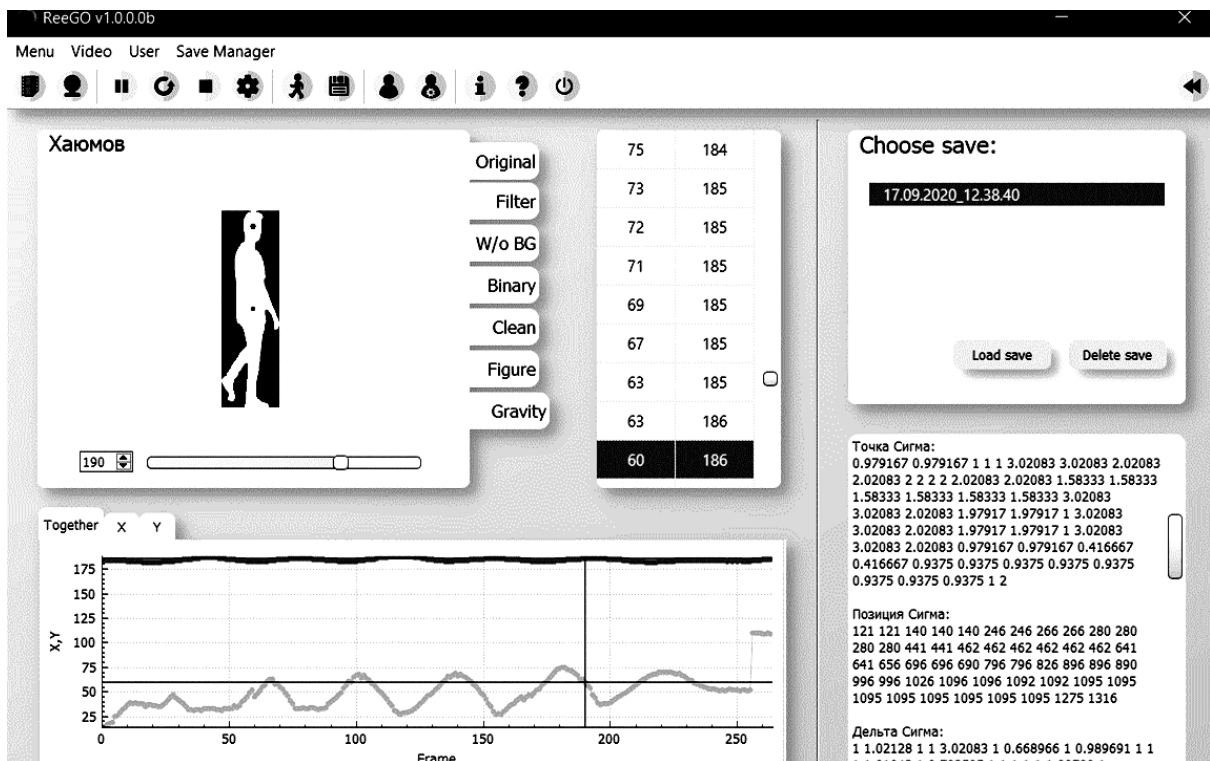 ReeGO v1.0.0.0b
Menu Video User Save Manager
Хаюмов
Original
Filter
W/o BG
Binary
Clean
Figure
Gravity
190
75 184
73 185
72 185
71 185
69 185
67 185
63 185
63 186
60 186
Choose save:
17.09.2020_12.38.40
Load save Delete save
Together X Y
X,Y
175
150
125
100
75
50
25
0 50 100 150 200 250
Frame
Точка Сигма:
0.979167 0.979167 1 1 1 3.02083 3.02083 2.02083
2.02083 2 2 2 2 2.02083 2.02083 1.58333 1.58333
1.58333 1.58333 1.58333 1.58333 3.02083
3.02083 2.02083 1.97917 1.97917 1 3.02083
3.02083 2.02083 1.97917 1.97917 1 3.02083
3.02083 2.02083 0.979167 0.979167 0.416667
0.416667 0.9375 0.9375 0.9375 0.9375 0.9375
0.9375 0.9375 0.9375 1 2
Позиция Сигма:
121 121 140 140 140 246 246 266 266 280 280
280 280 441 441 462 462 462 462 462 462 641
641 656 696 696 690 796 796 826 896 896 890
996 996 1026 1096 1096 1092 1092 1095 1095
1095 1095 1095 1095 1095 1095 1275 1316
Дельта Сигма:
1 1.02128 1 1 3.02083 1 0.668966 1 0.989691 1 1